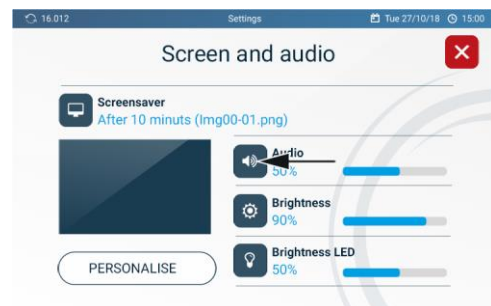 16.012 Settings Tue 27/10/18 15:00
Screen and audio
Screensaver
After 10 minuts (Img00-01.png)
Audio
50%
Brightness
90%
Brightness LED
50%
PERSONALISE